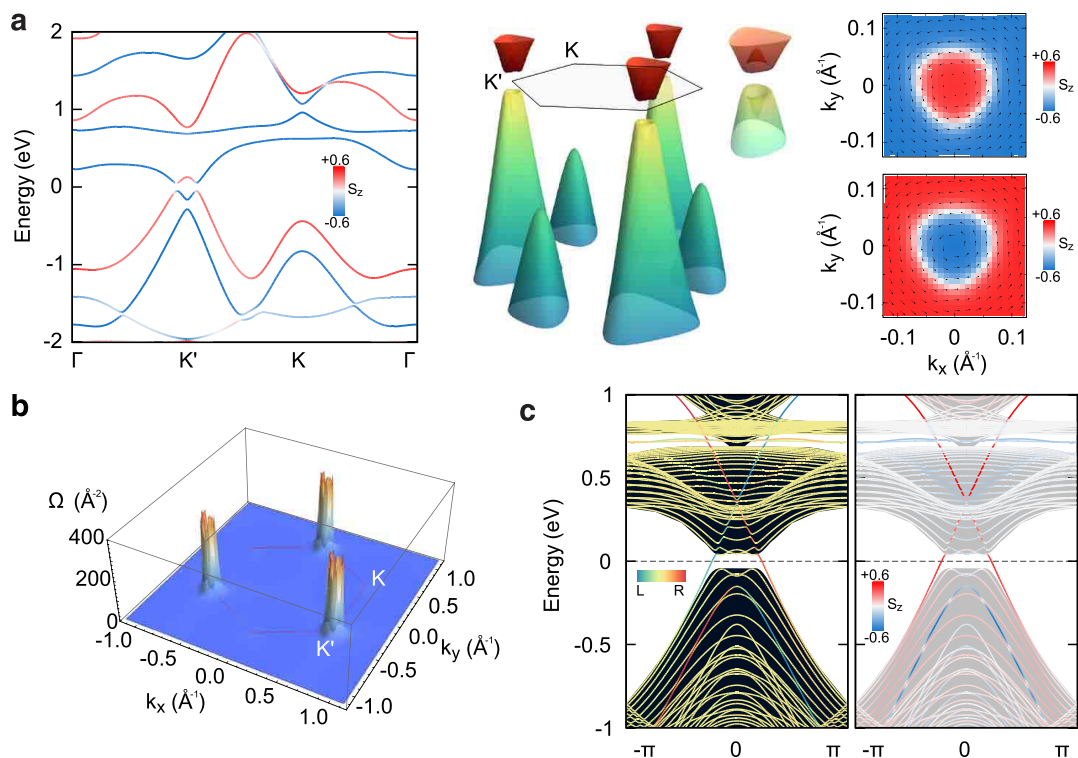 a
2
1
0
-1
-2
Energy (eV)
Γ
K'
K
Γ
+0.6
Sz
-0.6
K
K'
ky (Å-1)
0.1
0
-0.1
+0.6
Sz
-0.6
ky (Å-1)
0.1
0
-0.1
+0.6
Sz
-0.6
-0.1
0
0.1
kx (Å-1)
b
Ω (Å-2)
400
200
0
-1.0
-0.5
0.0
0.5
1.0
kx (Å-1)
1.0
0.5
0.0
-0.5
-1.0
ky (Å-1)
K
K'
c
1
0.5
0
-0.5
-1
Energy (eV)
L
R
+0.6
Sz
-0.6
-π
0
π
-π
0
π